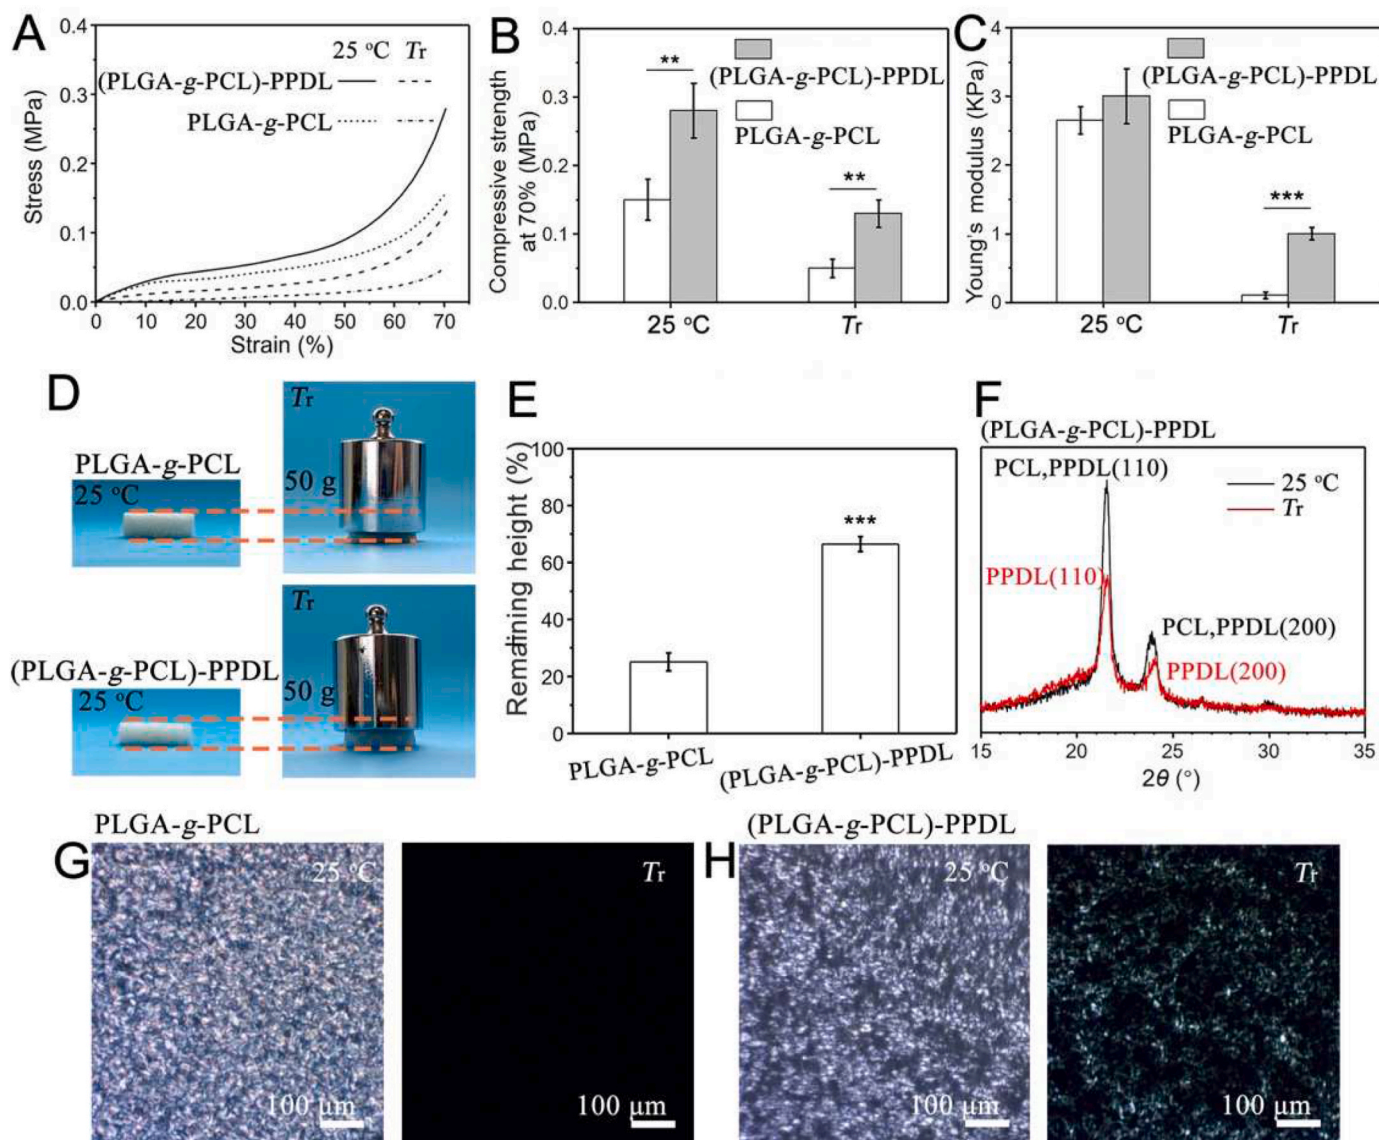 A
0.4
0.3
0.2
0.1
0.0
Stress (MPa)
25 °C Tr
(PLGA-g-PCL)-PPDL
PLGA-g-PCL
0 10 20 30 40 50 60 70
Strain (%)
B
0.4
0.3
0.2
0.1
0.0
Compressive strength
at 70% (MPa)
(PLGA-g-PCL)-PPDL
PLGA-g-PCL
**
**
25 °C Tr
C
4
3
2
1
0
Young's modulus (KPa)
(PLGA-g-PCL)-PPDL
PLGA-g-PCL
***
25 °C Tr
D
PLGA-g-PCL
25 °C
Tr
50 g
(PLGA-g-PCL)-PPDL
25 °C
Tr
50 g
E
100
80
60
40
20
0
Remaining height (%)
***
PLGA-g-PCL
(PLGA-g-PCL)-PPDL
F
(PLGA-g-PCL)-PPDL
PCL,PPDL(110)
25 °C
Tr
PPDL(110)
PCL,PPDL(200)
PPDL(200)
15 20 25 30 35
2θ (°)
PLGA-g-PCL
G
25 °C
100 µm
Tr
100 µm
(PLGA-g-PCL)-PPDL
H
25 °C
100 µm
Tr
100 µm